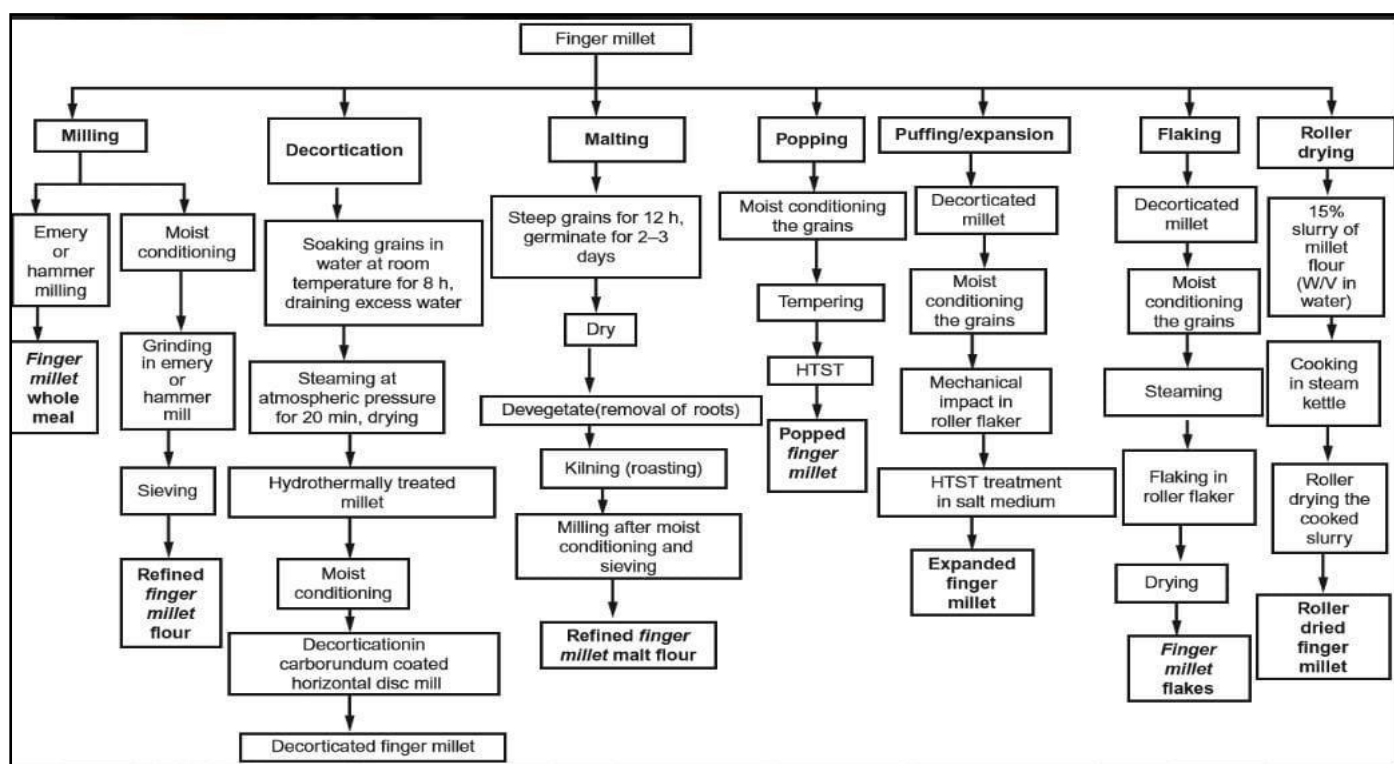 Finger millet
Milling
Emery
or
hammer
milling
Finger
millet
whole
meal
Moist
conditioning
Grinding
in emery
or
hammer
mill
Sieving
Refined
finger
millet
flour
Decortication
Soaking grains in
water at room
temperature for 8 h,
draining excess water
Steaming at
atmospheric pressure
for 20 min, drying
Hydrothermally treated
millet
Moist
conditioning
Decorticationin
carborundum coated
horizontal disc mill
Decorticated finger millet
Malting
Steep grains for 12 h,
germinate for 2–3
days
Dry
Devegetate(removal of roots)
Kilning (roasting)
Milling after moist
conditioning and
sieving
Refined finger
millet malt flour
Popping
Moist conditioning
the grains
Tempering
HTST
Popped
finger
millet
Puffing/expansion
Decorticated
millet
Moist
conditioning
the grains
Mechanical
impact in
roller flaker
HTST treatment
in salt medium
Expanded
finger
millet
Flaking
Decorticated
millet
Moist
conditioning
the grains
Steaming
Flaking in
roller flaker
Drying
Finger
millet
flakes
Roller
drying
15%
slurry of
millet
flour
(W/V in
water)
Cooking
in steam
kettle
Roller
drying the
cooked
slurry
Roller
dried
finger
millet